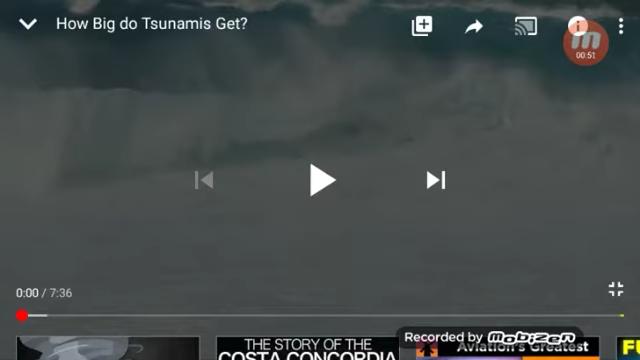 How Big do Tsunamis Get?
00:51
0:00 / 7:36
Recorded by Mobizen
THE STORY OF THE
COSTA CONCORDIA
Aviation's Greatest